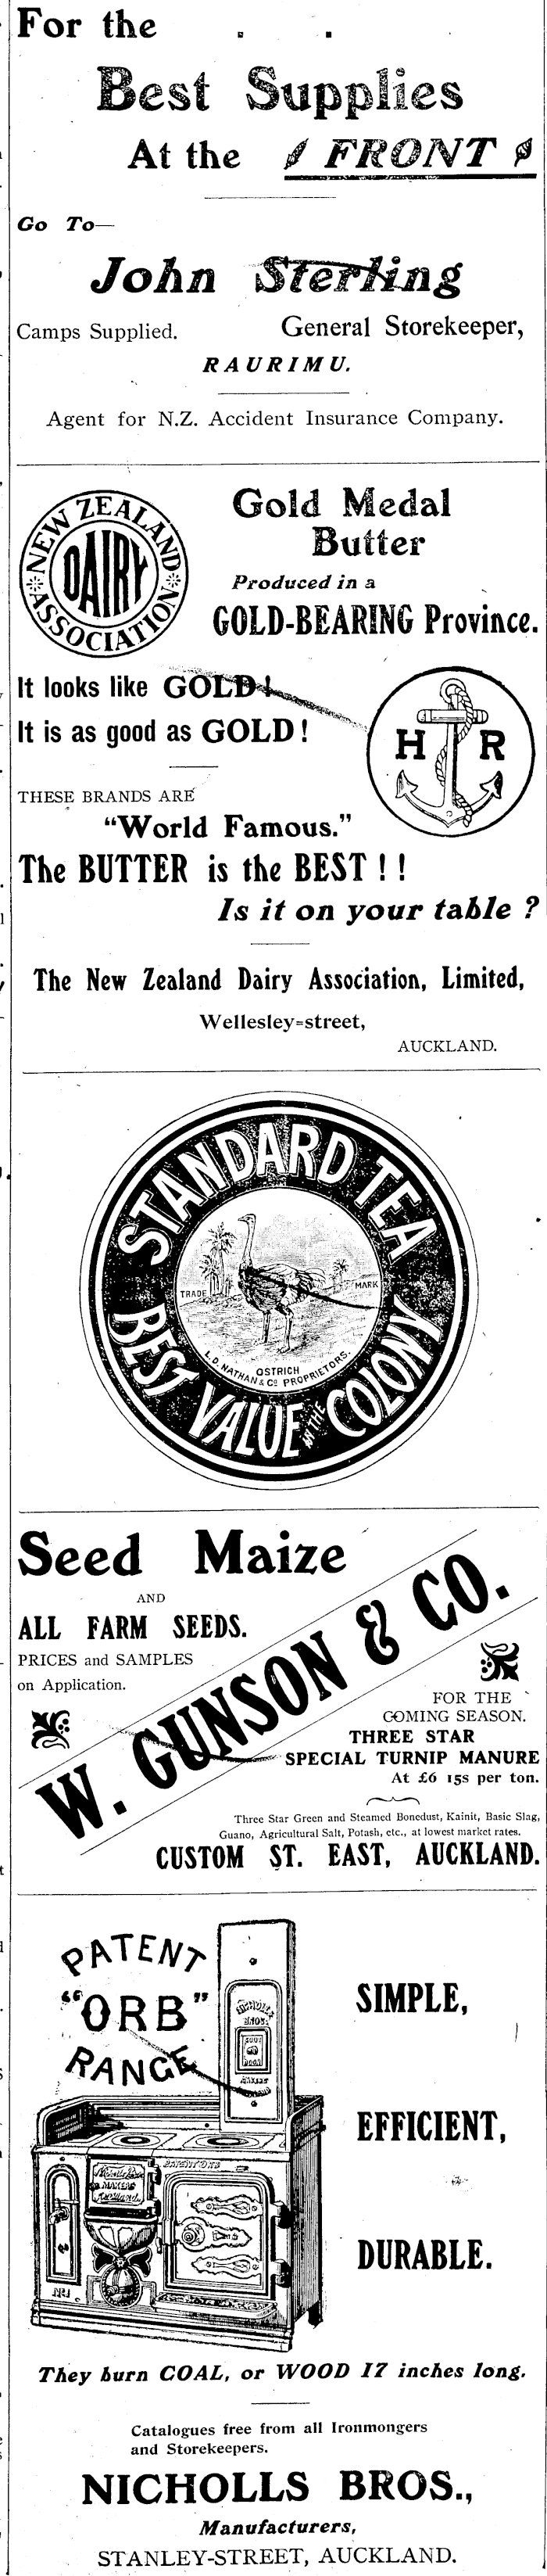 For the
Best Supplies
At the FRONT
Go To—
John Sterling
Camps Supplied. General Storekeeper,
RAURIMU.
Agent for N.Z. Accident Insurance Company.
NEW ZEALAND
DAIRY
ASSOCIATION
Gold Medal
Butter
Produced in a
GOLD-BEARING Province.
It looks like GOLD!
It is as good as GOLD!
H R
THESE BRANDS ARE
"World Famous."
The BUTTER is the BEST ! !
Is it on your table ?
The New Zealand Dairy Association, Limited,
Wellesley=street,
AUCKLAND.
STANDARD TEA
TRADE MARK
OSTRICH
L.D. NATHAN & Co PROPRIETORS.
BEST VALUE IN THE COLONY
Seed Maize
AND
ALL FARM SEEDS.
PRICES and SAMPLES
on Application.
W. GUNSON & CO.
FOR THE
COMING SEASON.
THREE STAR
SPECIAL TURNIP MANURE
At £6 15s per ton.
Three Star Green and Steamed Bonedust, Kainit, Basic Slag,
Guano, Agricultural Salt, Potash, etc., at lowest market rates.
CUSTOM ST. EAST, AUCKLAND.
PATENT
"ORB"
RANGE
NICHOLLS
BROS.
PATENT ORB
MAKERS
Auckland
No1
SIMPLE,
EFFICIENT,
DURABLE.
They burn COAL, or WOOD 17 inches long.
Catalogues free from all Ironmongers
and Storekeepers.
NICHOLLS BROS.,
Manufacturers,
STANLEY-STREET, AUCKLAND.